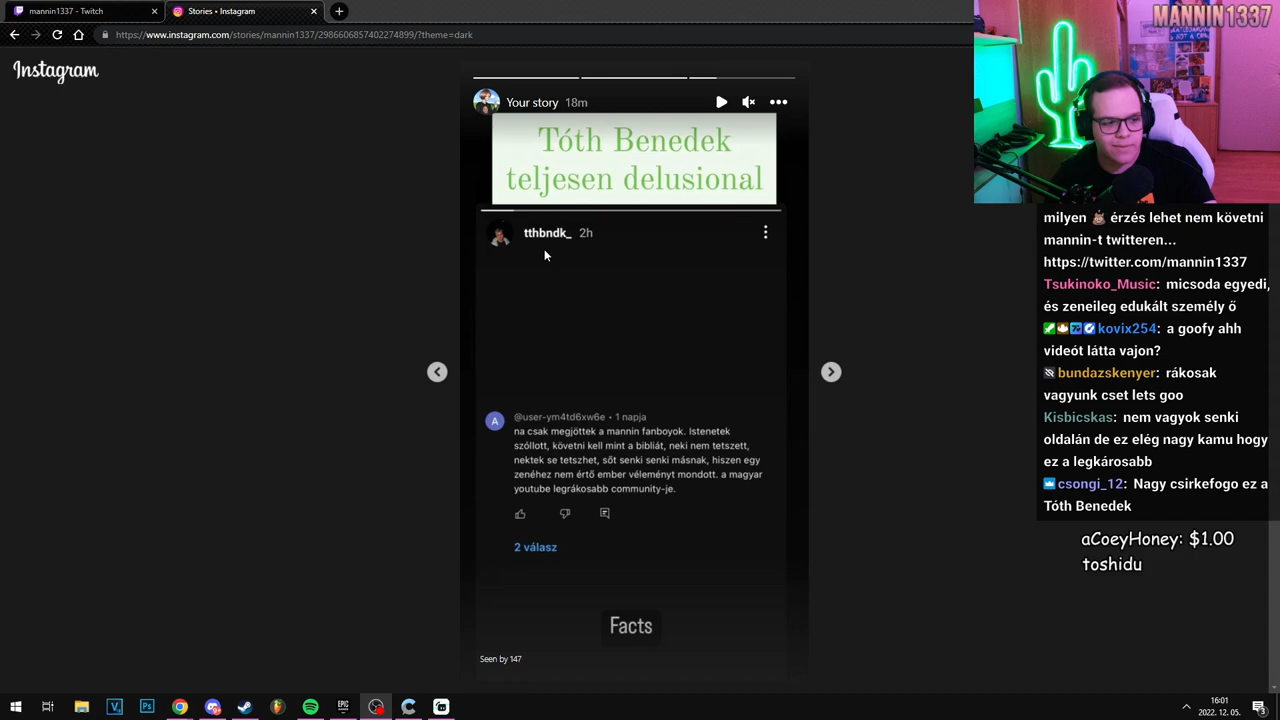 mannin1337 - Twitch
Stories • Instagram
https://www.instagram.com/stories/mannin1337/2986606857402274899/?theme=dark
MANNIN1337
Instagram
Your story 18m
Tóth Benedek
teljesen delusional
tthbndk_ 2h
@user-ym4td6xw6e • 1 napja
A
na csak megjöttek a mannin fanboyok. Istenetek
szóllott, követni kell mint a bibliát, neki nem tetszett,
nektek se tetszhet, sőt senki senki másnak, hiszen egy
zenéhez nem értő ember véleményt mondott. a magyar
youtube legrákosabb community-je.
2 válasz
Facts
Seen by 147
milyen 💩 érzés lehet nem követni
mannin-t twitteren...
https://twitter.com/mannin1337
Tsukinoko_Music: micsoda egyedi,
és zeneileg edukált személy ő
kovix254: a goofy ahh
videót látta vajon?
bundazskenyer: rákosak
vagyunk cset lets goo
Kisbicskas: nem vagyok senki
oldalán de ez elég nagy kamu hogy
ez a legkárosabb
csongi_12: Nagy csirkefogo ez a
Tóth Benedek
aCoeyHoney: $1.00
toshidu
Ps
EPIC
16:01
2022. 12. 05.
3